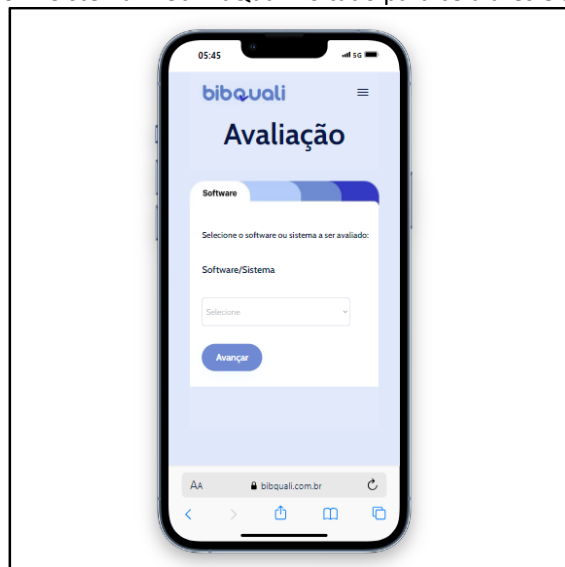 05:45
5G
bibquali
Avaliação
Software
Selecione o software ou sistema a ser avaliado:
Software/Sistema
Selecione
Avançar
AA bibquali.com.br